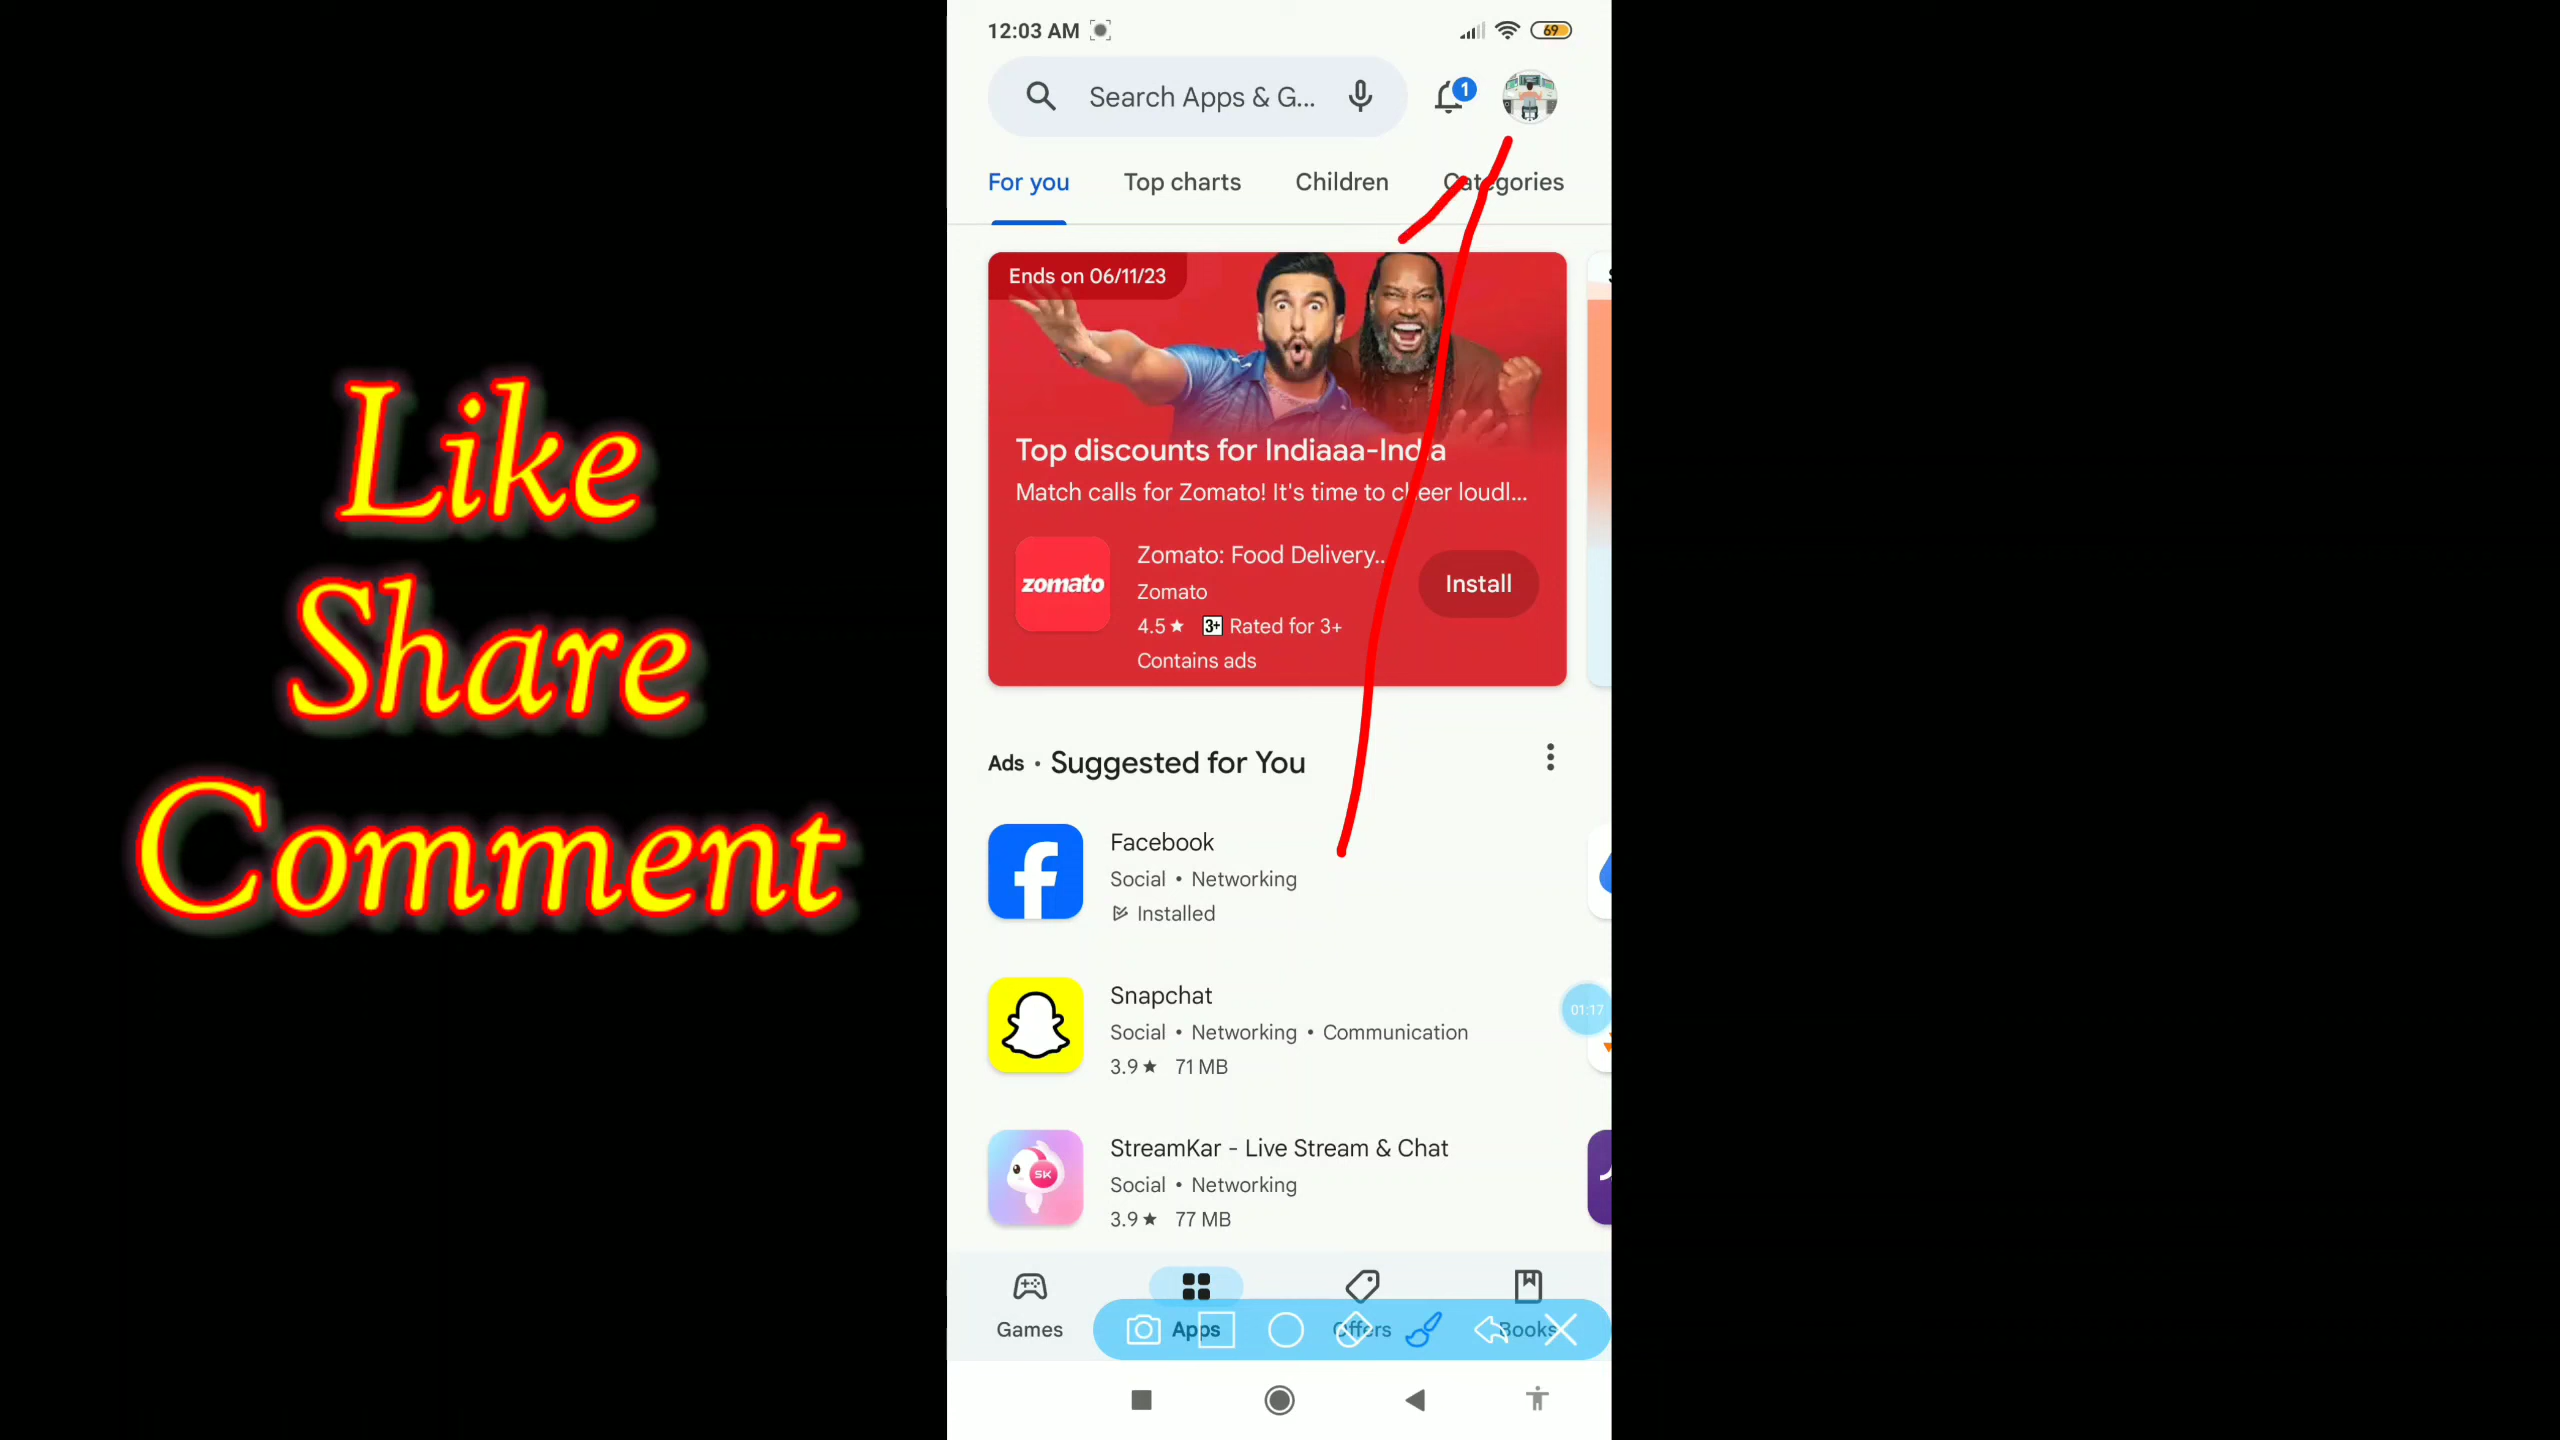 Like
Share
Comment
12:03 AM
69
Search Apps & G...
1
For you
Top charts
Children
Categories
Ends on 06/11/23
Top discounts for Indiaaa-India
Match calls for Zomato! It's time to cheer loudl...
zomato
Zomato: Food Delivery..
Zomato
Install
4.5★ 3+ Rated for 3+
Contains ads
Ads • Suggested for You
Facebook
Social • Networking
Installed
Snapchat
Social • Networking • Communication
3.9★ 71 MB
01:17
SK
StreamKar - Live Stream & Chat
Social • Networking
3.9★ 77 MB
Games
Apps
Offers
Books